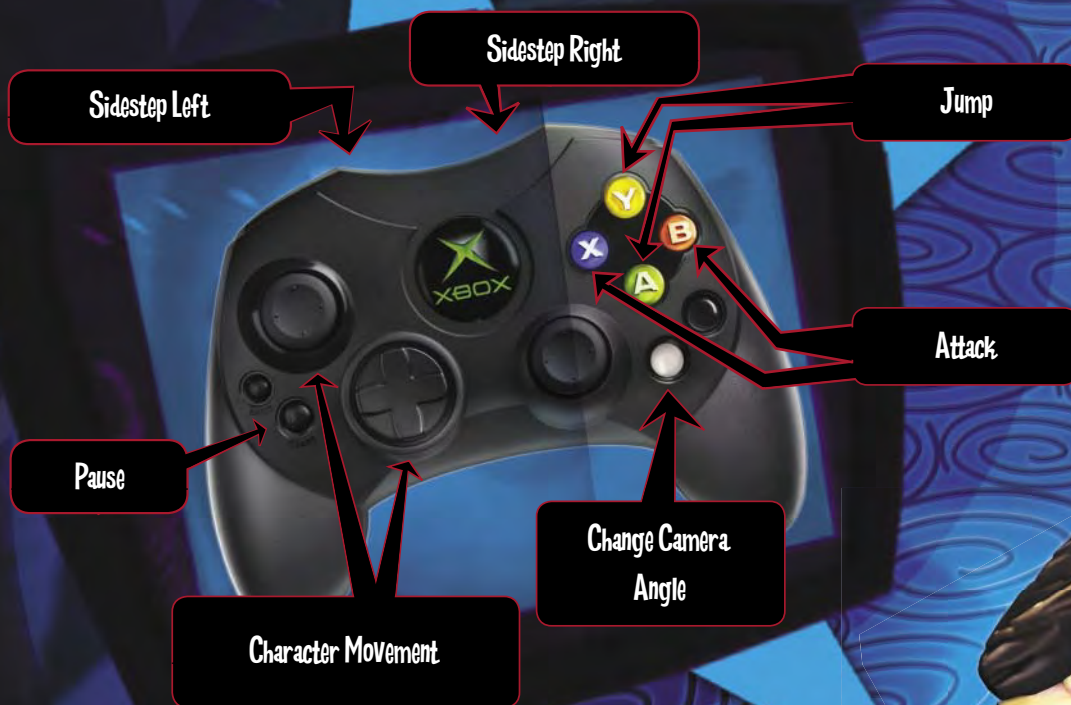 Sidestep Right
Sidestep Left
Jump
Y
B
X
A
XBOX
Attack
Pause
Change Camera
Angle
Character Movement